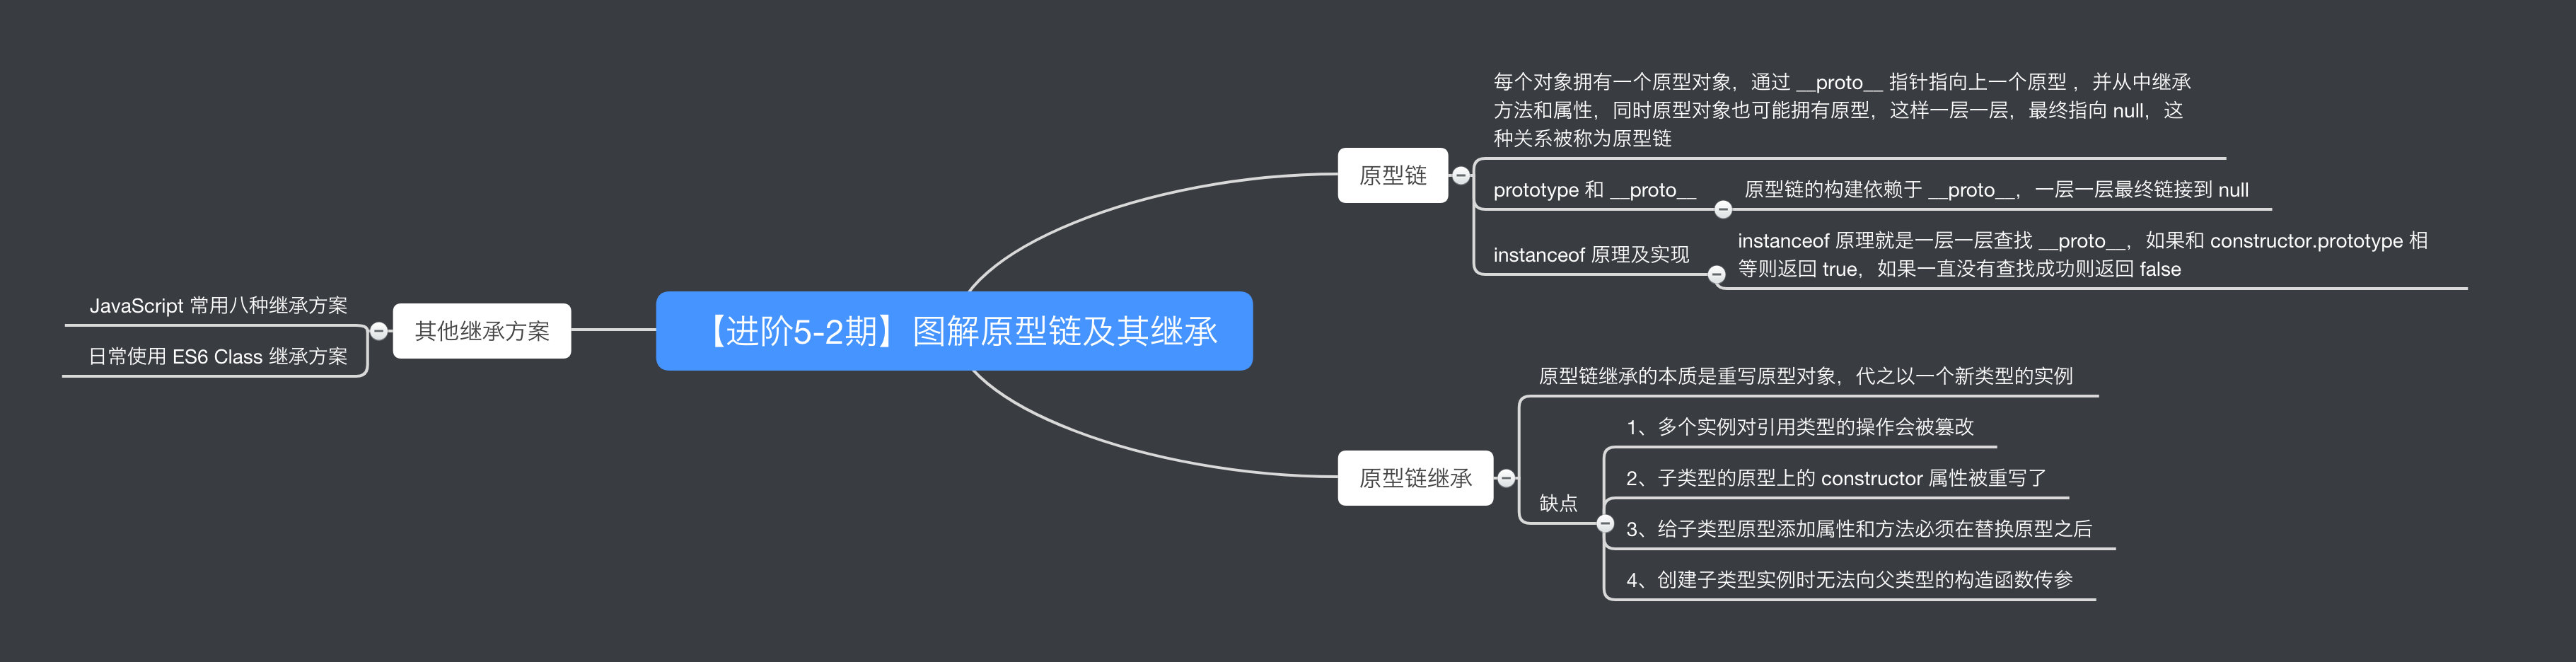 【进阶5-2期】图解原型链及其继承
原型链
每个对象拥有一个原型对象，通过 __proto__ 指针指向上一个原型 ，并从中继承
方法和属性，同时原型对象也可能拥有原型，这样一层一层，最终指向 null，这
种关系被称为原型链
prototype 和 __proto__
原型链的构建依赖于 __proto__，一层一层最终链接到 null
instanceof 原理及实现
instanceof 原理就是一层一层查找 __proto__，如果和 constructor.prototype 相
等则返回 true，如果一直没有查找成功则返回 false
原型链继承
原型链继承的本质是重写原型对象，代之以一个新类型的实例
缺点
1、多个实例对引用类型的操作会被篡改
2、子类型的原型上的 constructor 属性被重写了
3、给子类型原型添加属性和方法必须在替换原型之后
4、创建子类型实例时无法向父类型的构造函数传参
其他继承方案
JavaScript 常用八种继承方案
日常使用 ES6 Class 继承方案